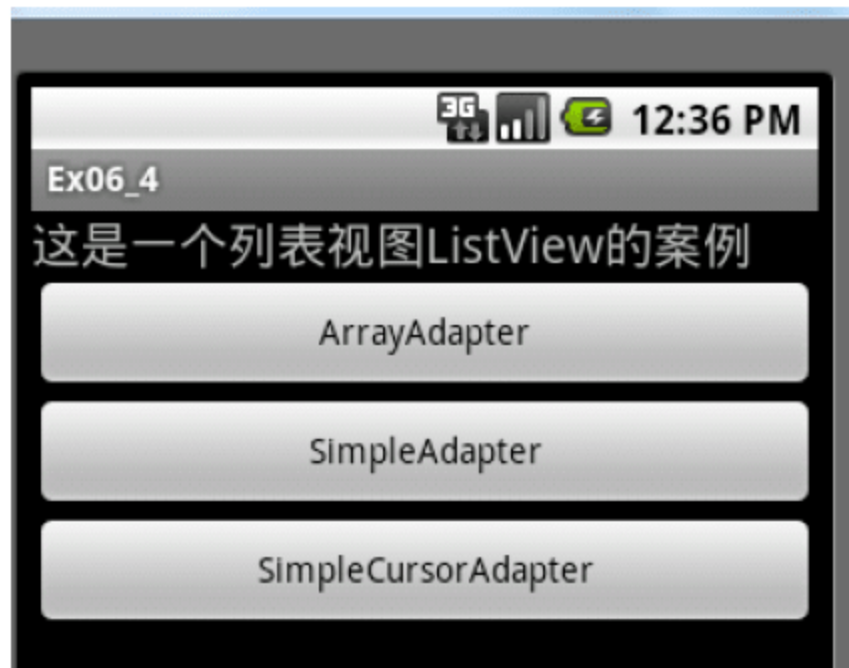 3G 12:36 PM
Ex06_4
这是一个列表视图ListView的案例
ArrayAdapter
SimpleAdapter
SimpleCursorAdapter